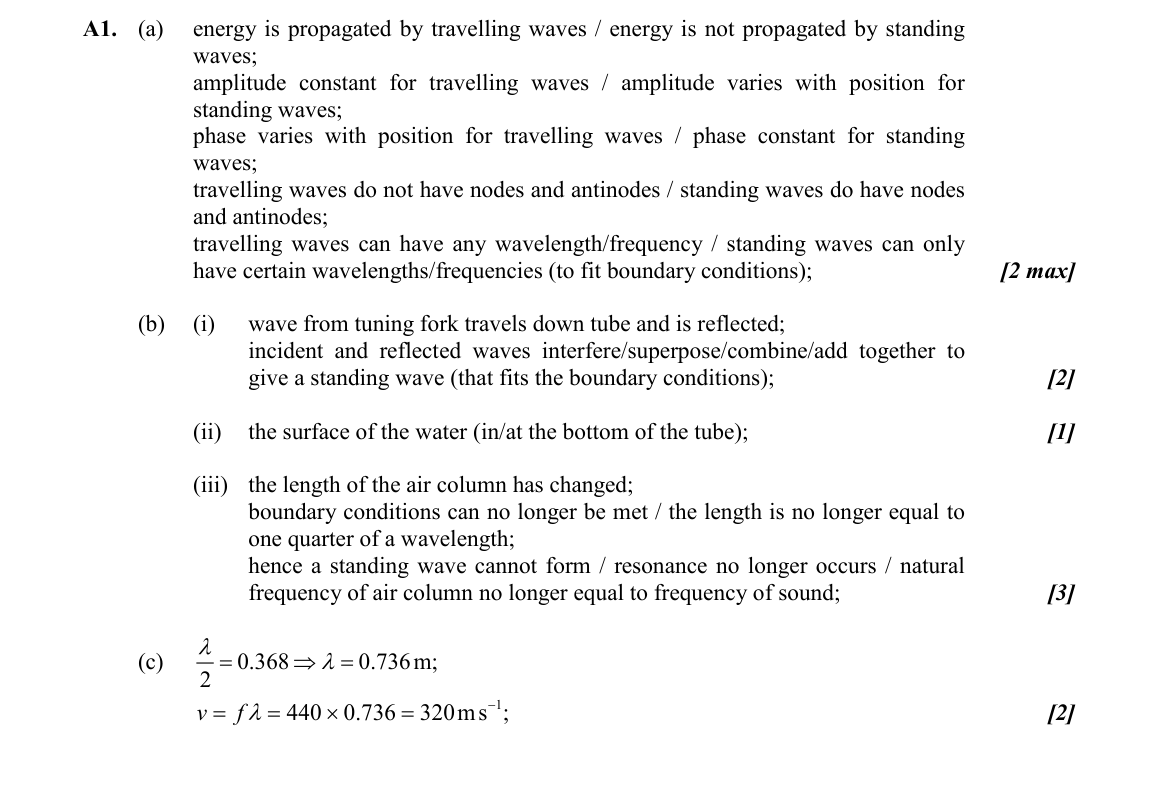 A1. (a) energy is propagated by travelling waves / energy is not propagated by standing
waves;
amplitude constant for travelling waves / amplitude varies with position for
standing waves;
phase varies with position for travelling waves / phase constant for standing
waves;
travelling waves do not have nodes and antinodes / standing waves do have nodes
and antinodes;
travelling waves can have any wavelength/frequency / standing waves can only
have certain wavelengths/frequencies (to fit boundary conditions); [2 max]
(b) (i) wave from tuning fork travels down tube and is reflected;
incident and reflected waves interfere/superpose/combine/add together to
give a standing wave (that fits the boundary conditions); [2]
(ii) the surface of the water (in/at the bottom of the tube); [1]
(iii) the length of the air column has changed;
boundary conditions can no longer be met / the length is no longer equal to
one quarter of a wavelength;
hence a standing wave cannot form / resonance no longer occurs / natural
frequency of air column no longer equal to frequency of sound; [3]
(c) λ/2 = 0.368 ⇒ λ = 0.736 m;
v = fλ = 440 × 0.736 = 320 m s⁻¹; [2]